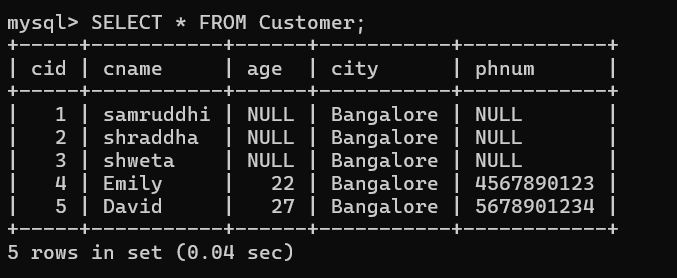 mysql> SELECT * FROM Customer;
+-----+-----------+------+-----------+------------+
| cid | cname     | age  | city      | phnum      |
+-----+-----------+------+-----------+------------+
|   1 | samruddhi | NULL | Bangalore | NULL       |
|   2 | shraddha  | NULL | Bangalore | NULL       |
|   3 | shweta    | NULL | Bangalore | NULL       |
|   4 | Emily     |   22 | Bangalore | 4567890123 |
|   5 | David     |   27 | Bangalore | 5678901234 |
+-----+-----------+------+-----------+------------+
5 rows in set (0.04 sec)